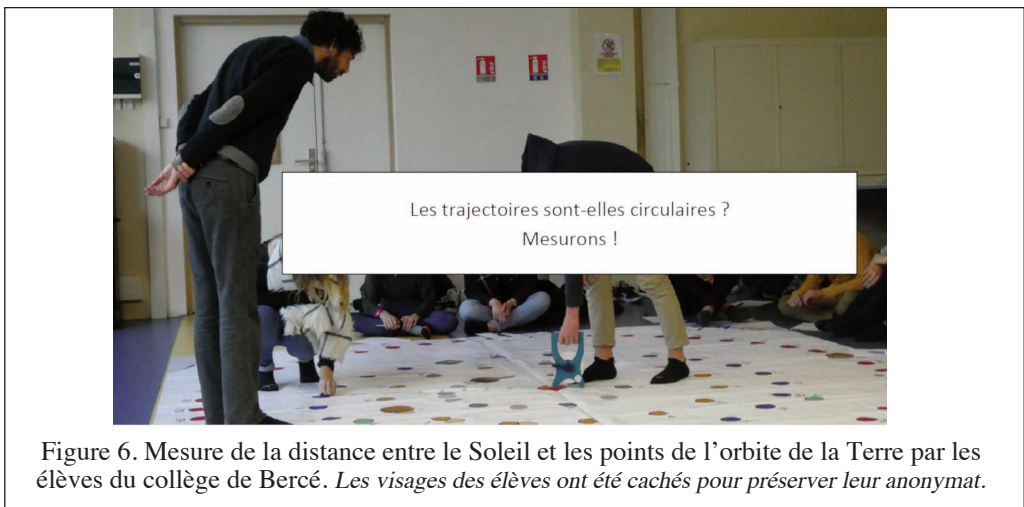 Les trajectoires sont-elles circulaires ?
Mesurons !
Figure 6. Mesure de la distance entre le Soleil et les points de l'orbite de la Terre par les
élèves du collège de Bercé. Les visages des élèves ont été cachés pour préserver leur anonymat.